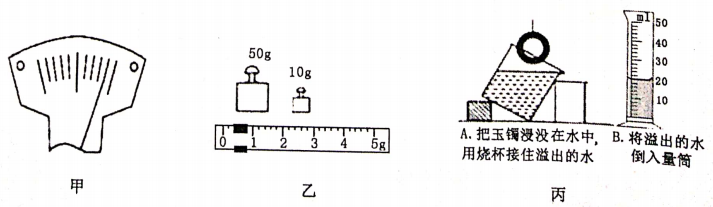 50g
10g
0 1 2 3 4 5g
ml
50
40
30
20
10
A. 把玉镯浸没在水中,
用烧杯接住溢出的水
B. 将溢出的水
倒入量筒
甲
乙
丙